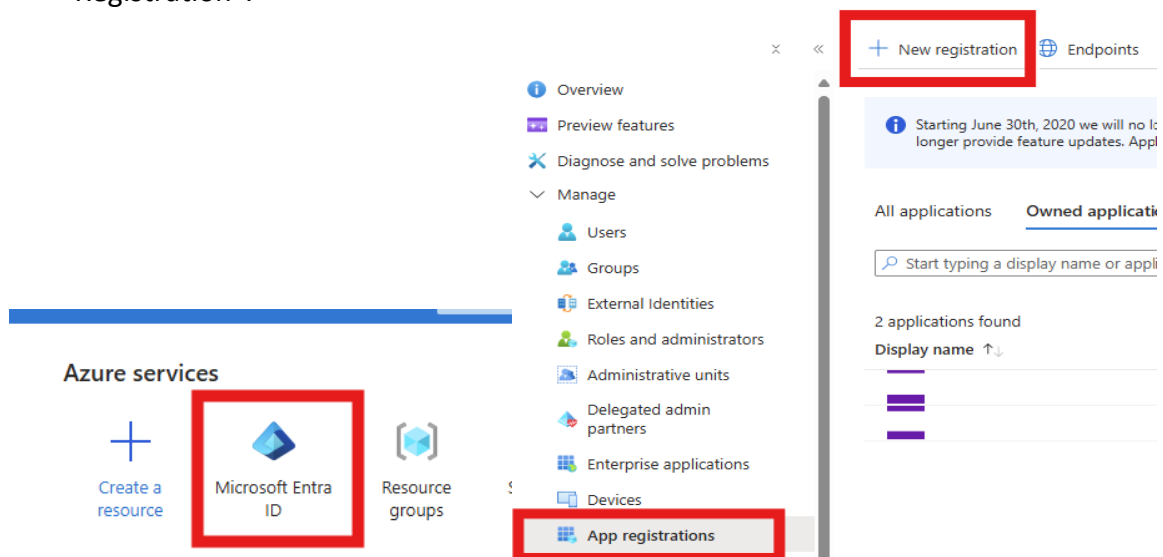 Registration".
New registration
Endpoints
Overview
Preview features
Diagnose and solve problems
Manage
Users
Groups
External Identities
Roles and administrators
Administrative units
Delegated admin
partners
Enterprise applications
Devices
App registrations
Starting June 30th, 2020 we will no
longer provide feature updates.
All applications
Owned
Start typing a display name or
2 applications found
Display name ↑↓
Azure services
Create a
resource
Microsoft Entra
ID
Resource
groups